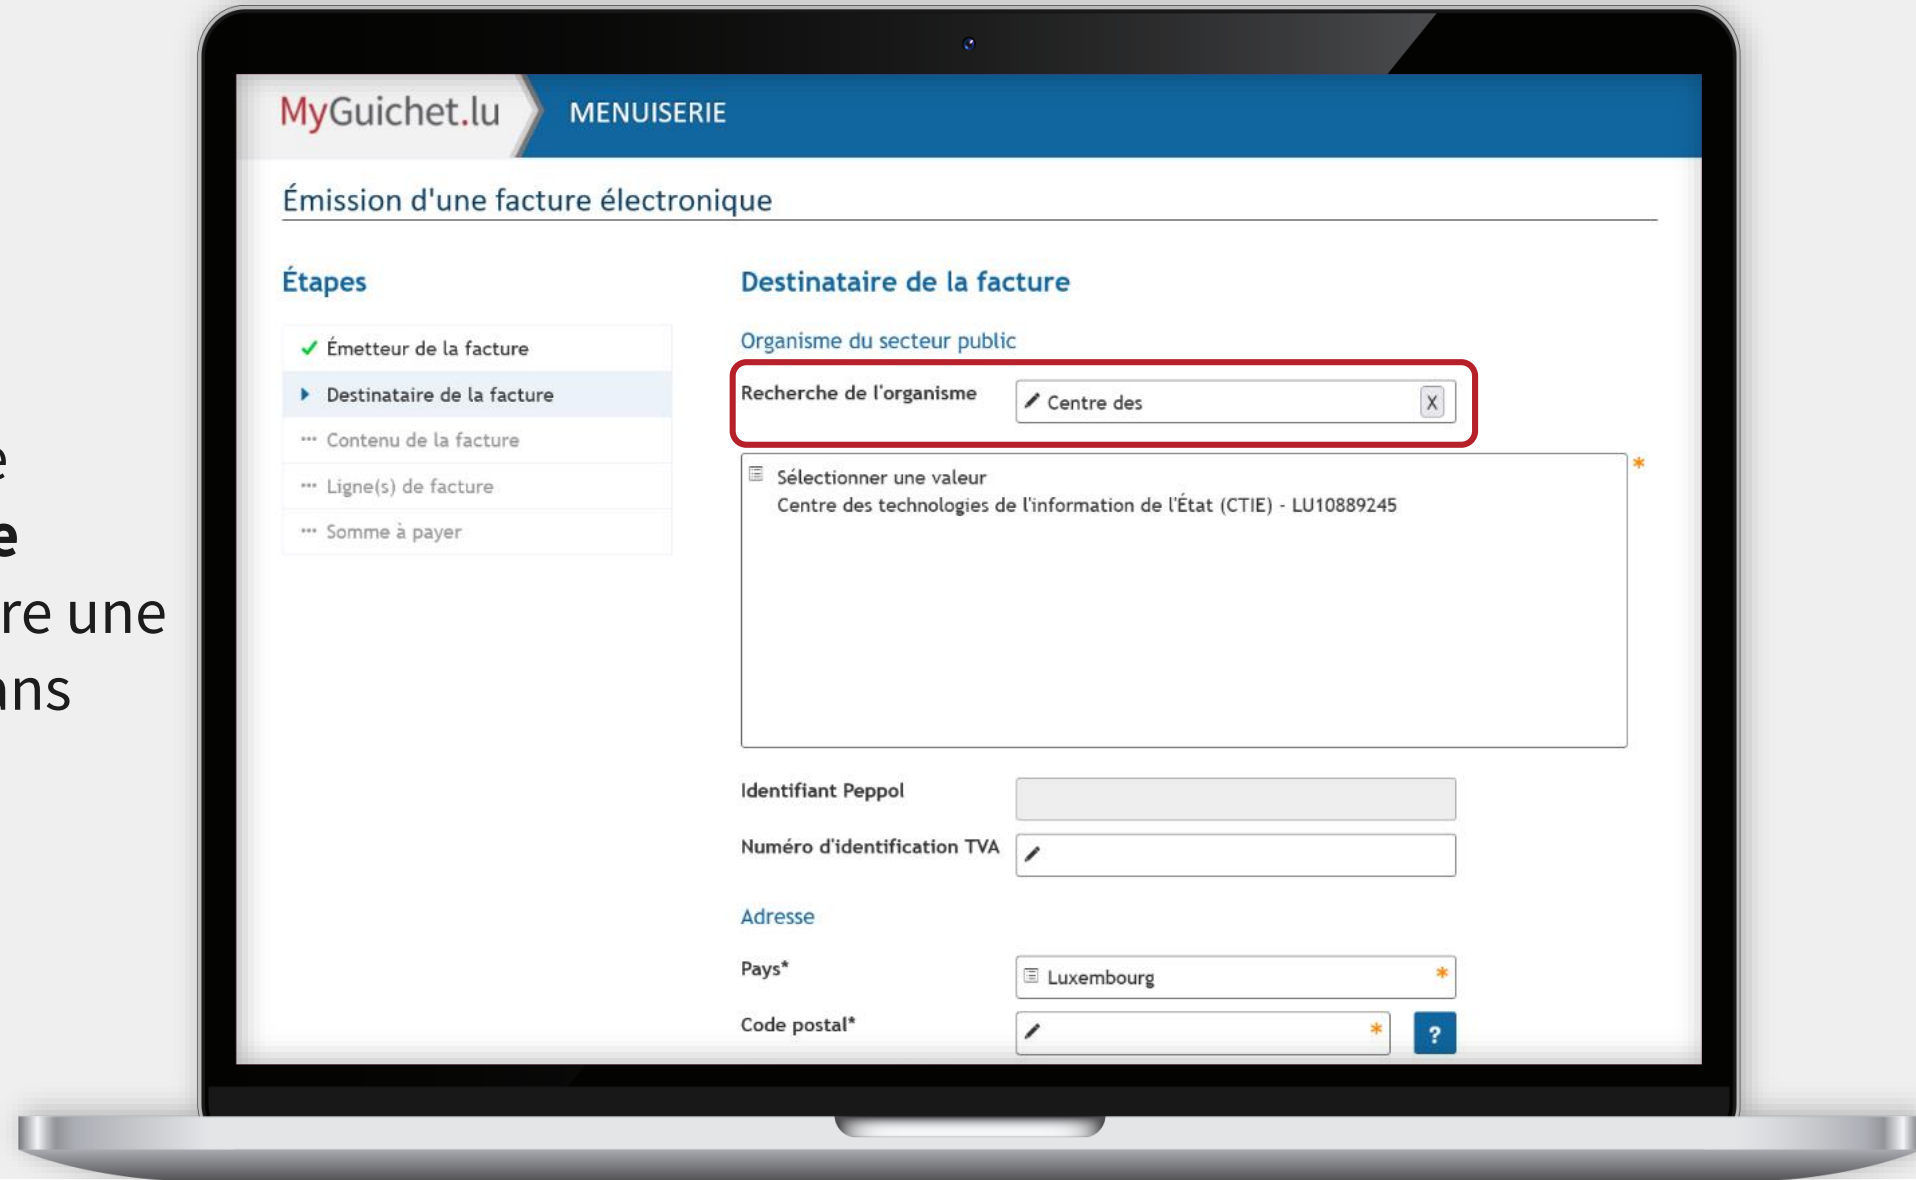 MyGuichet.lu MENUISERIE
Émission d'une facture électronique
Étapes
Émetteur de la facture
Destinataire de la facture
Contenu de la facture
Ligne(s) de facture
Somme à payer
Destinataire de la facture
Organisme du secteur public
Recherche de l'organisme Centre des X
Sélectionner une valeur *
Centre des technologies de l'information de l'État (CTIE) - LU10889245
Identifiant Peppol
Numéro d'identification TVA
Adresse
Pays* Luxembourg *
Code postal* * ?
e
e
re une
ans